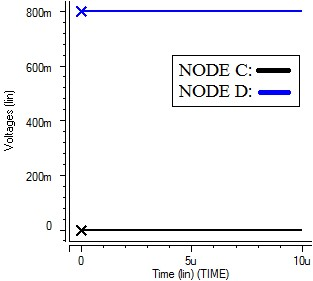 800m
600m
400m
200m
0
Voltages (lin)
NODE C:
NODE D:
0 5u 10u
Time (lin) (TIME)